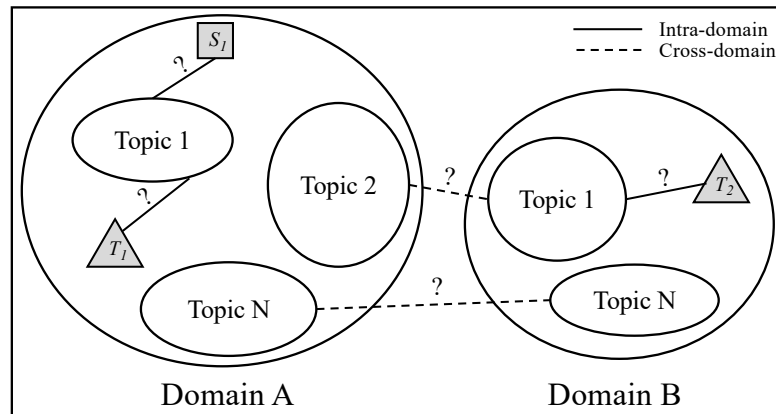 S1
Intra-domain
Cross-domain
?
Topic 1
?
T1
Topic 2
?
Topic 1
?
T2
Topic N
?
Topic N
Domain A
Domain B